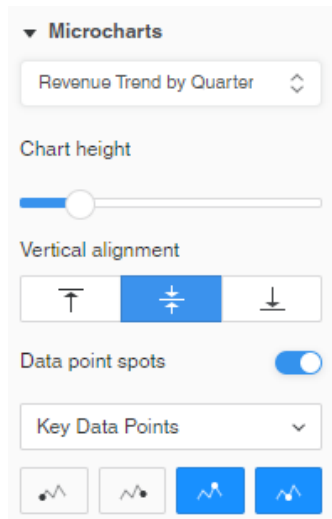 Microcharts
Revenue Trend by Quarter
Chart height
Vertical alignment
Data point spots
Key Data Points